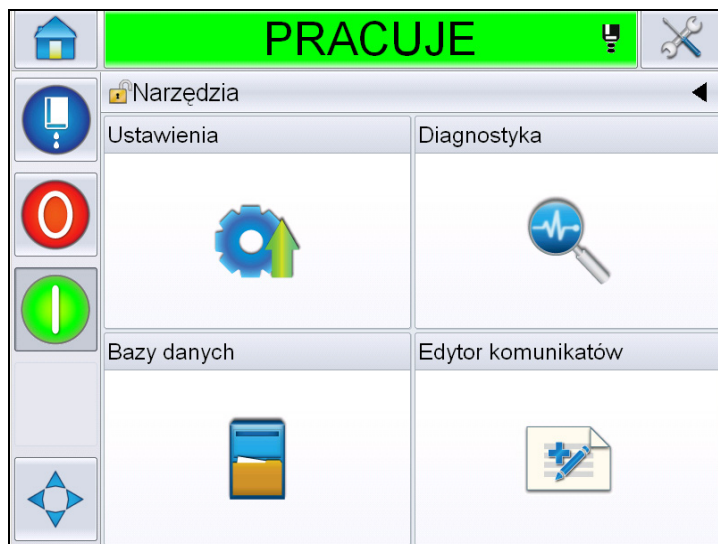 PRACUJE
Narzędzia
Ustawienia
Diagnostyka
Bazy danych
Edytor komunikatów